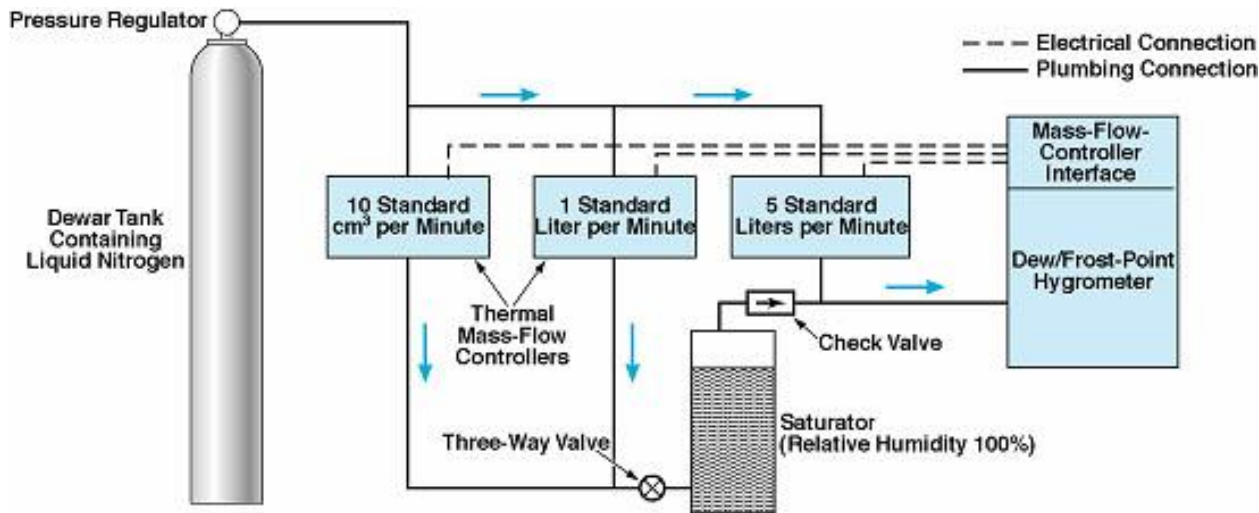 Pressure Regulator
Electrical Connection
Plumbing Connection
Mass-Flow-
Controller
Interface
10 Standard
cm³ per Minute
1 Standard
Liter per Minute
5 Standard
Liters per Minute
Dewar Tank
Containing
Liquid Nitrogen
Dew/Frost-Point
Hygrometer
Thermal
Mass-Flow
Controllers
Check Valve
Three-Way Valve
Saturator
(Relative Humidity 100%)